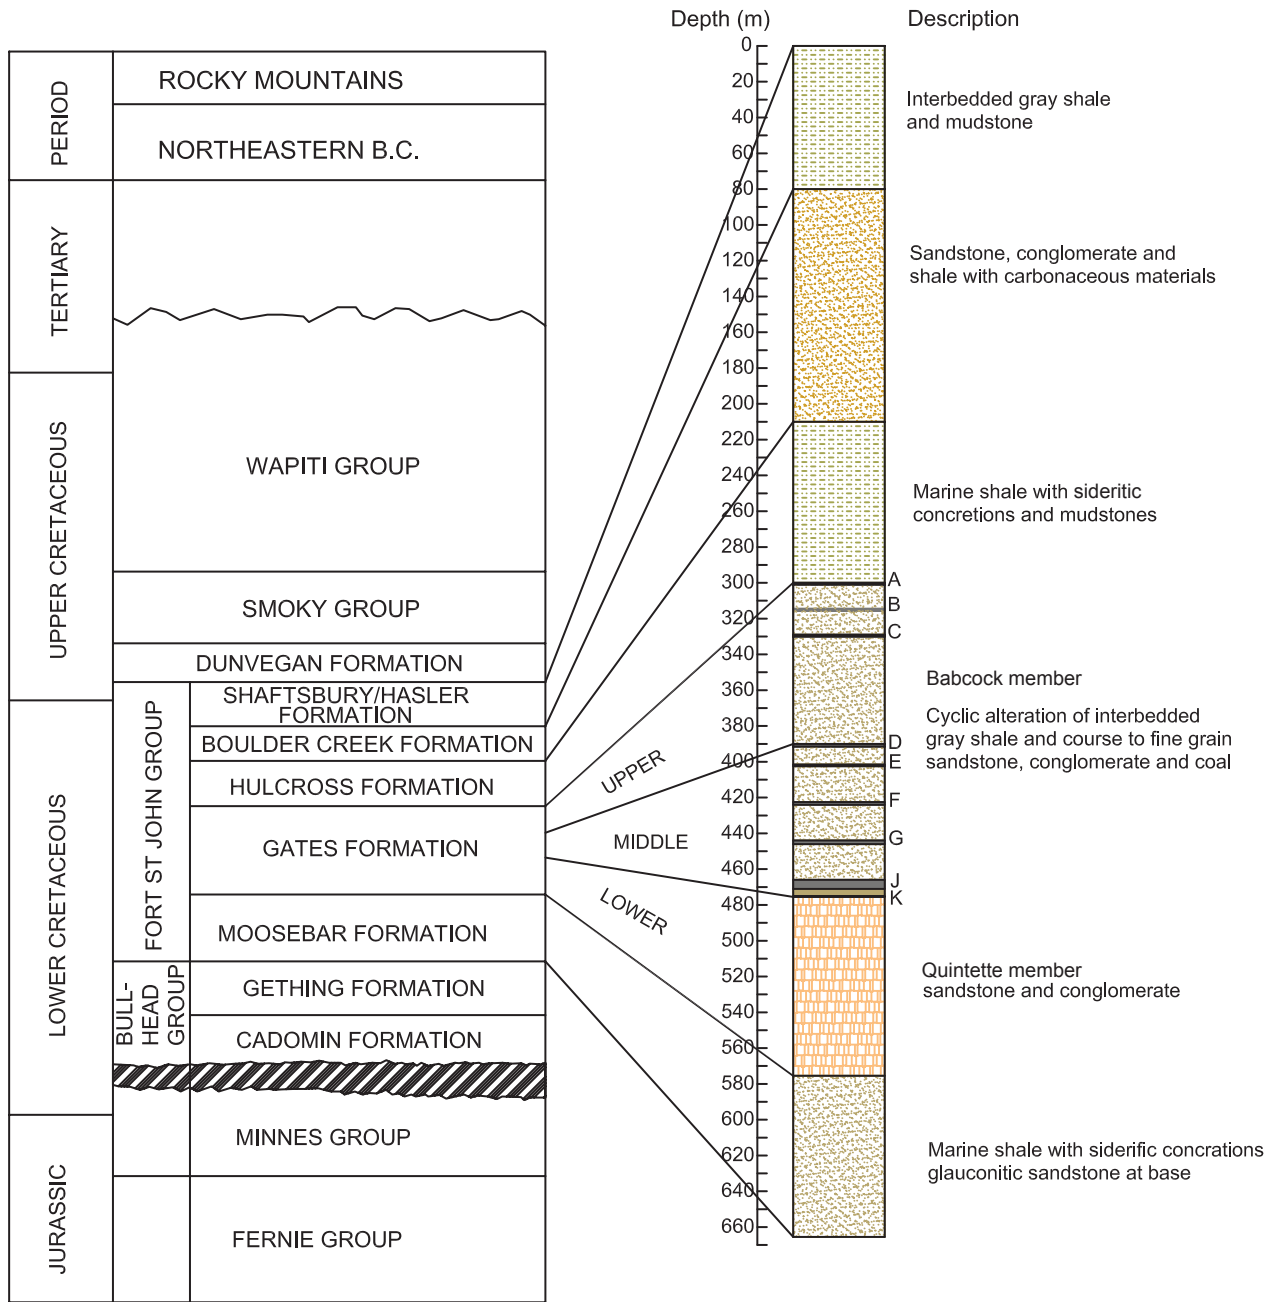 Depth (m)
Description
PERIOD
ROCKY MOUNTAINS
NORTHEASTERN B.C.
TERTIARY
UPPER CRETACEOUS
WAPITI GROUP
SMOKY GROUP
DUNVEGAN FORMATION
LOWER CRETACEOUS
FORT ST JOHN GROUP
SHAFTSBURY/HASLER
FORMATION
BOULDER CREEK FORMATION
HULCROSS FORMATION
GATES FORMATION
MOOSEBAR FORMATION
BULL-
HEAD
GROUP
GETHING FORMATION
CADOMIN FORMATION
JURASSIC
MINNES GROUP
FERNIE GROUP
UPPER
MIDDLE
LOWER
0
20
40
60
80
100
120
140
160
180
200
220
240
260
280
300
320
340
360
380
400
420
440
460
480
500
520
540
560
580
600
620
640
660
A
B
C
D
E
F
G
J
K
Interbedded gray shale
and mudstone
Sandstone, conglomerate and
shale with carbonaceous materials
Marine shale with sideritic
concretions and mudstones
Babcock member
Cyclic alteration of interbedded
gray shale and course to fine grain
sandstone, conglomerate and coal
Quintette member
sandstone and conglomerate
Marine shale with siderific concrations
glauconitic sandstone at base